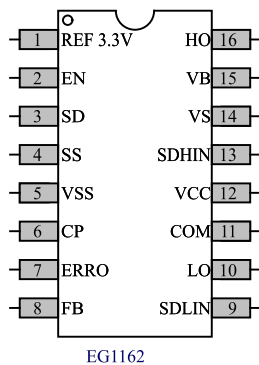 1 REF 3.3V HO 16
2 EN VB 15
3 SD VS 14
4 SS SDHIN 13
5 VSS VCC 12
6 CP COM 11
7 ERRO LO 10
8 FB SDLIN 9
EG1162